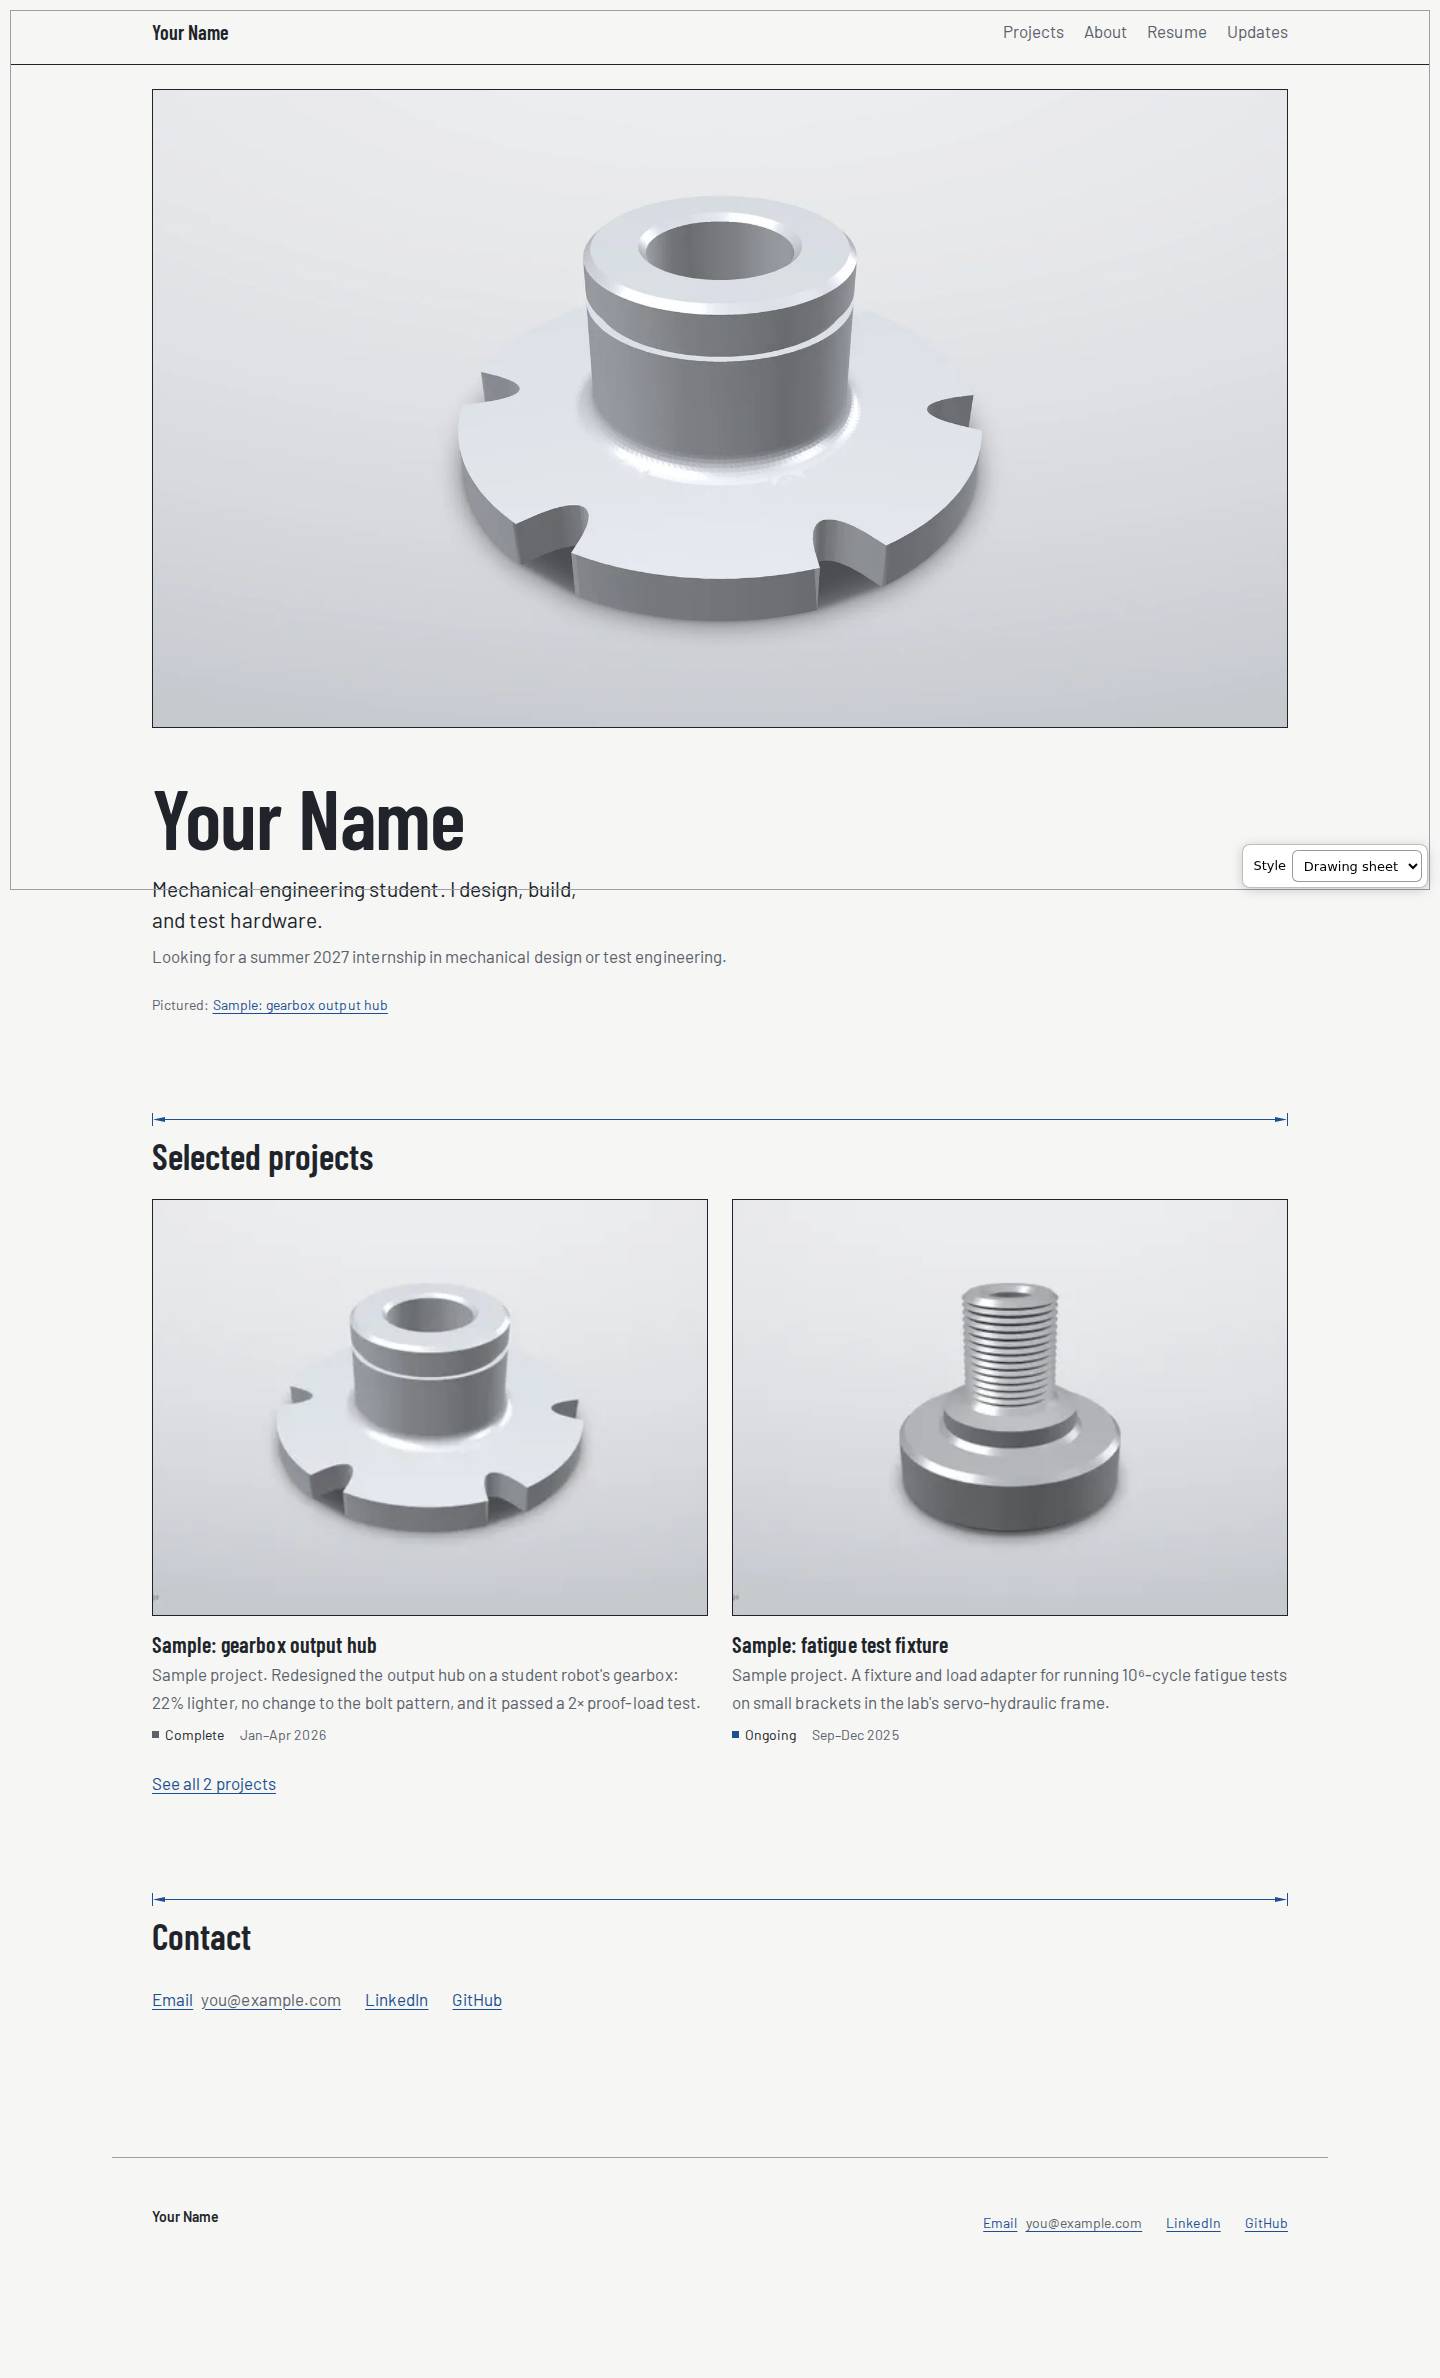 Your Name
Projects About Resume Updates
Your Name
Style Drawing sheet
Mechanical engineering student. I design, build,
and test hardware.
Looking for a summer 2027 internship in mechanical design or test engineering.
Pictured: Sample: gearbox output hub
Selected projects
Sample: gearbox output hub
Sample project. Redesigned the output hub on a student robot's gearbox:
22% lighter, no change to the bolt pattern, and it passed a 2× proof-load test.
Complete Jan–Apr 2026
Sample: fatigue test fixture
Sample project. A fixture and load adapter for running 10⁶-cycle fatigue tests
on small brackets in the lab's servo-hydraulic frame.
Ongoing Sep–Dec 2025
See all 2 projects
Contact
Email you@example.com LinkedIn GitHub
Your Name
Email you@example.com LinkedIn GitHub